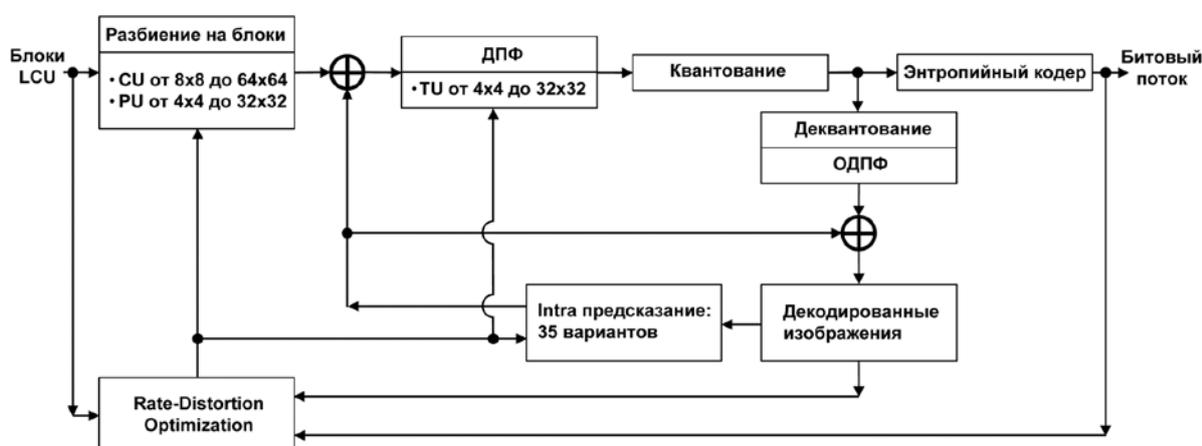 Блоки
LCU
Разбиение на блоки
• CU от 8x8 до 64x64
• PU от 4x4 до 32x32
ДПФ
• TU от 4x4 до 32x32
Квантование
Энтропийный кодер
Битовый
поток
Деквантование
ОДПФ
Intra предсказание:
35 вариантов
Декодированные
изображения
Rate-Distortion
Optimization